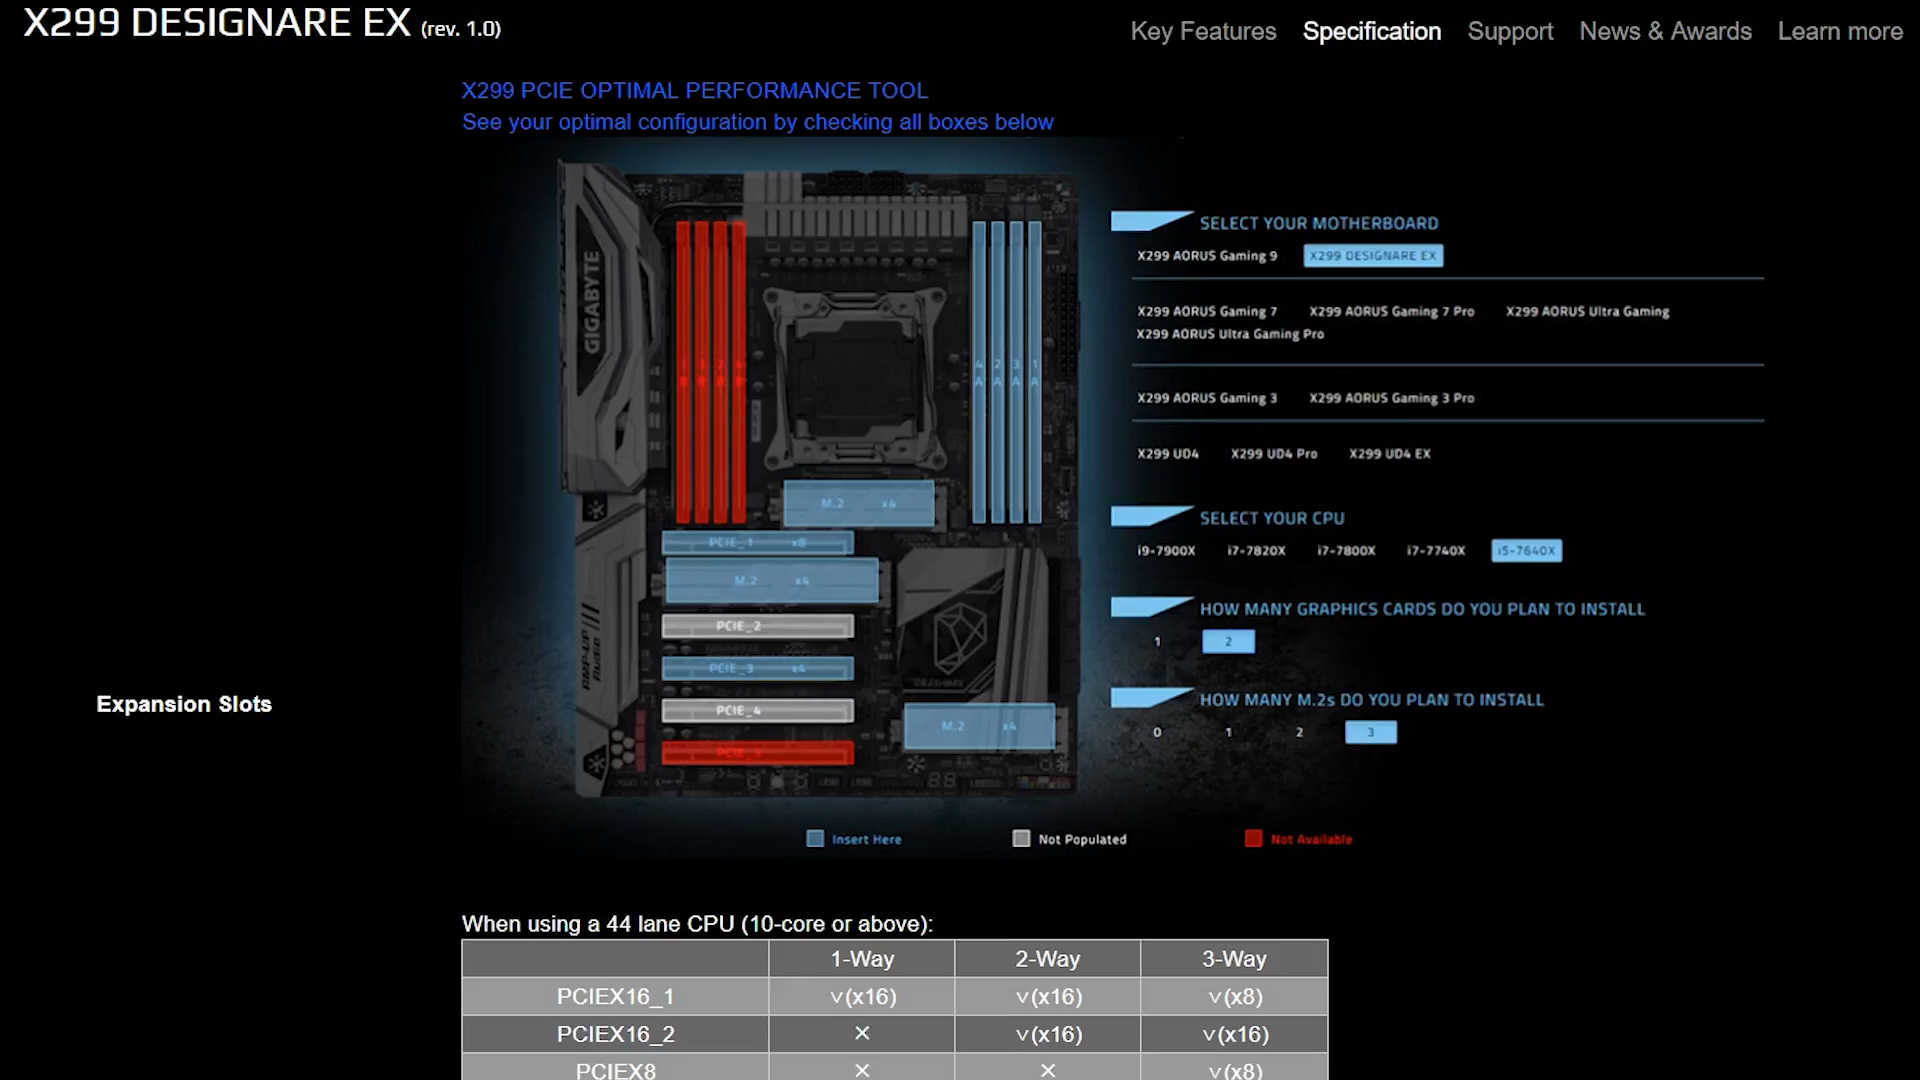 X299 DESIGNARE EX (rev. 1.0)
Key Features Specification Support News & Awards Learn more
X299 PCIE OPTIMAL PERFORMANCE TOOL
See your optimal configuration by checking all boxes below
GIGABYTE
AMP-UP Audio
4 A
2 A
3 A
1 A
M.2 x4
PCIE_1 x8
M.2 x4
PCIE_2
PCIE_3 x4
PCIE_4
M.2 x4
SELECT YOUR MOTHERBOARD
X299 AORUS Gaming 9 X299 DESIGNARE EX
X299 AORUS Gaming 7 X299 AORUS Gaming 7 Pro X299 AORUS Ultra Gaming
X299 AORUS Ultra Gaming Pro
X299 AORUS Gaming 3 X299 AORUS Gaming 3 Pro
X299 UD4 X299 UD4 Pro X299 UD4 EX
SELECT YOUR CPU
i9-7900X i7-7820X i7-7800X i7-7740X i5-7640X
HOW MANY GRAPHICS CARDS DO YOU PLAN TO INSTALL
1 2
HOW MANY M.2s DO YOU PLAN TO INSTALL
0 1 2 3
Expansion Slots
Insert Here Not Populated Not Available
When using a 44 lane CPU (10-core or above):
1-Way 2-Way 3-Way
PCIEX16_1 v(x16) v(x16) v(x8)
PCIEX16_2 × v(x16) v(x16)
PCIEX8 × × v(x8)